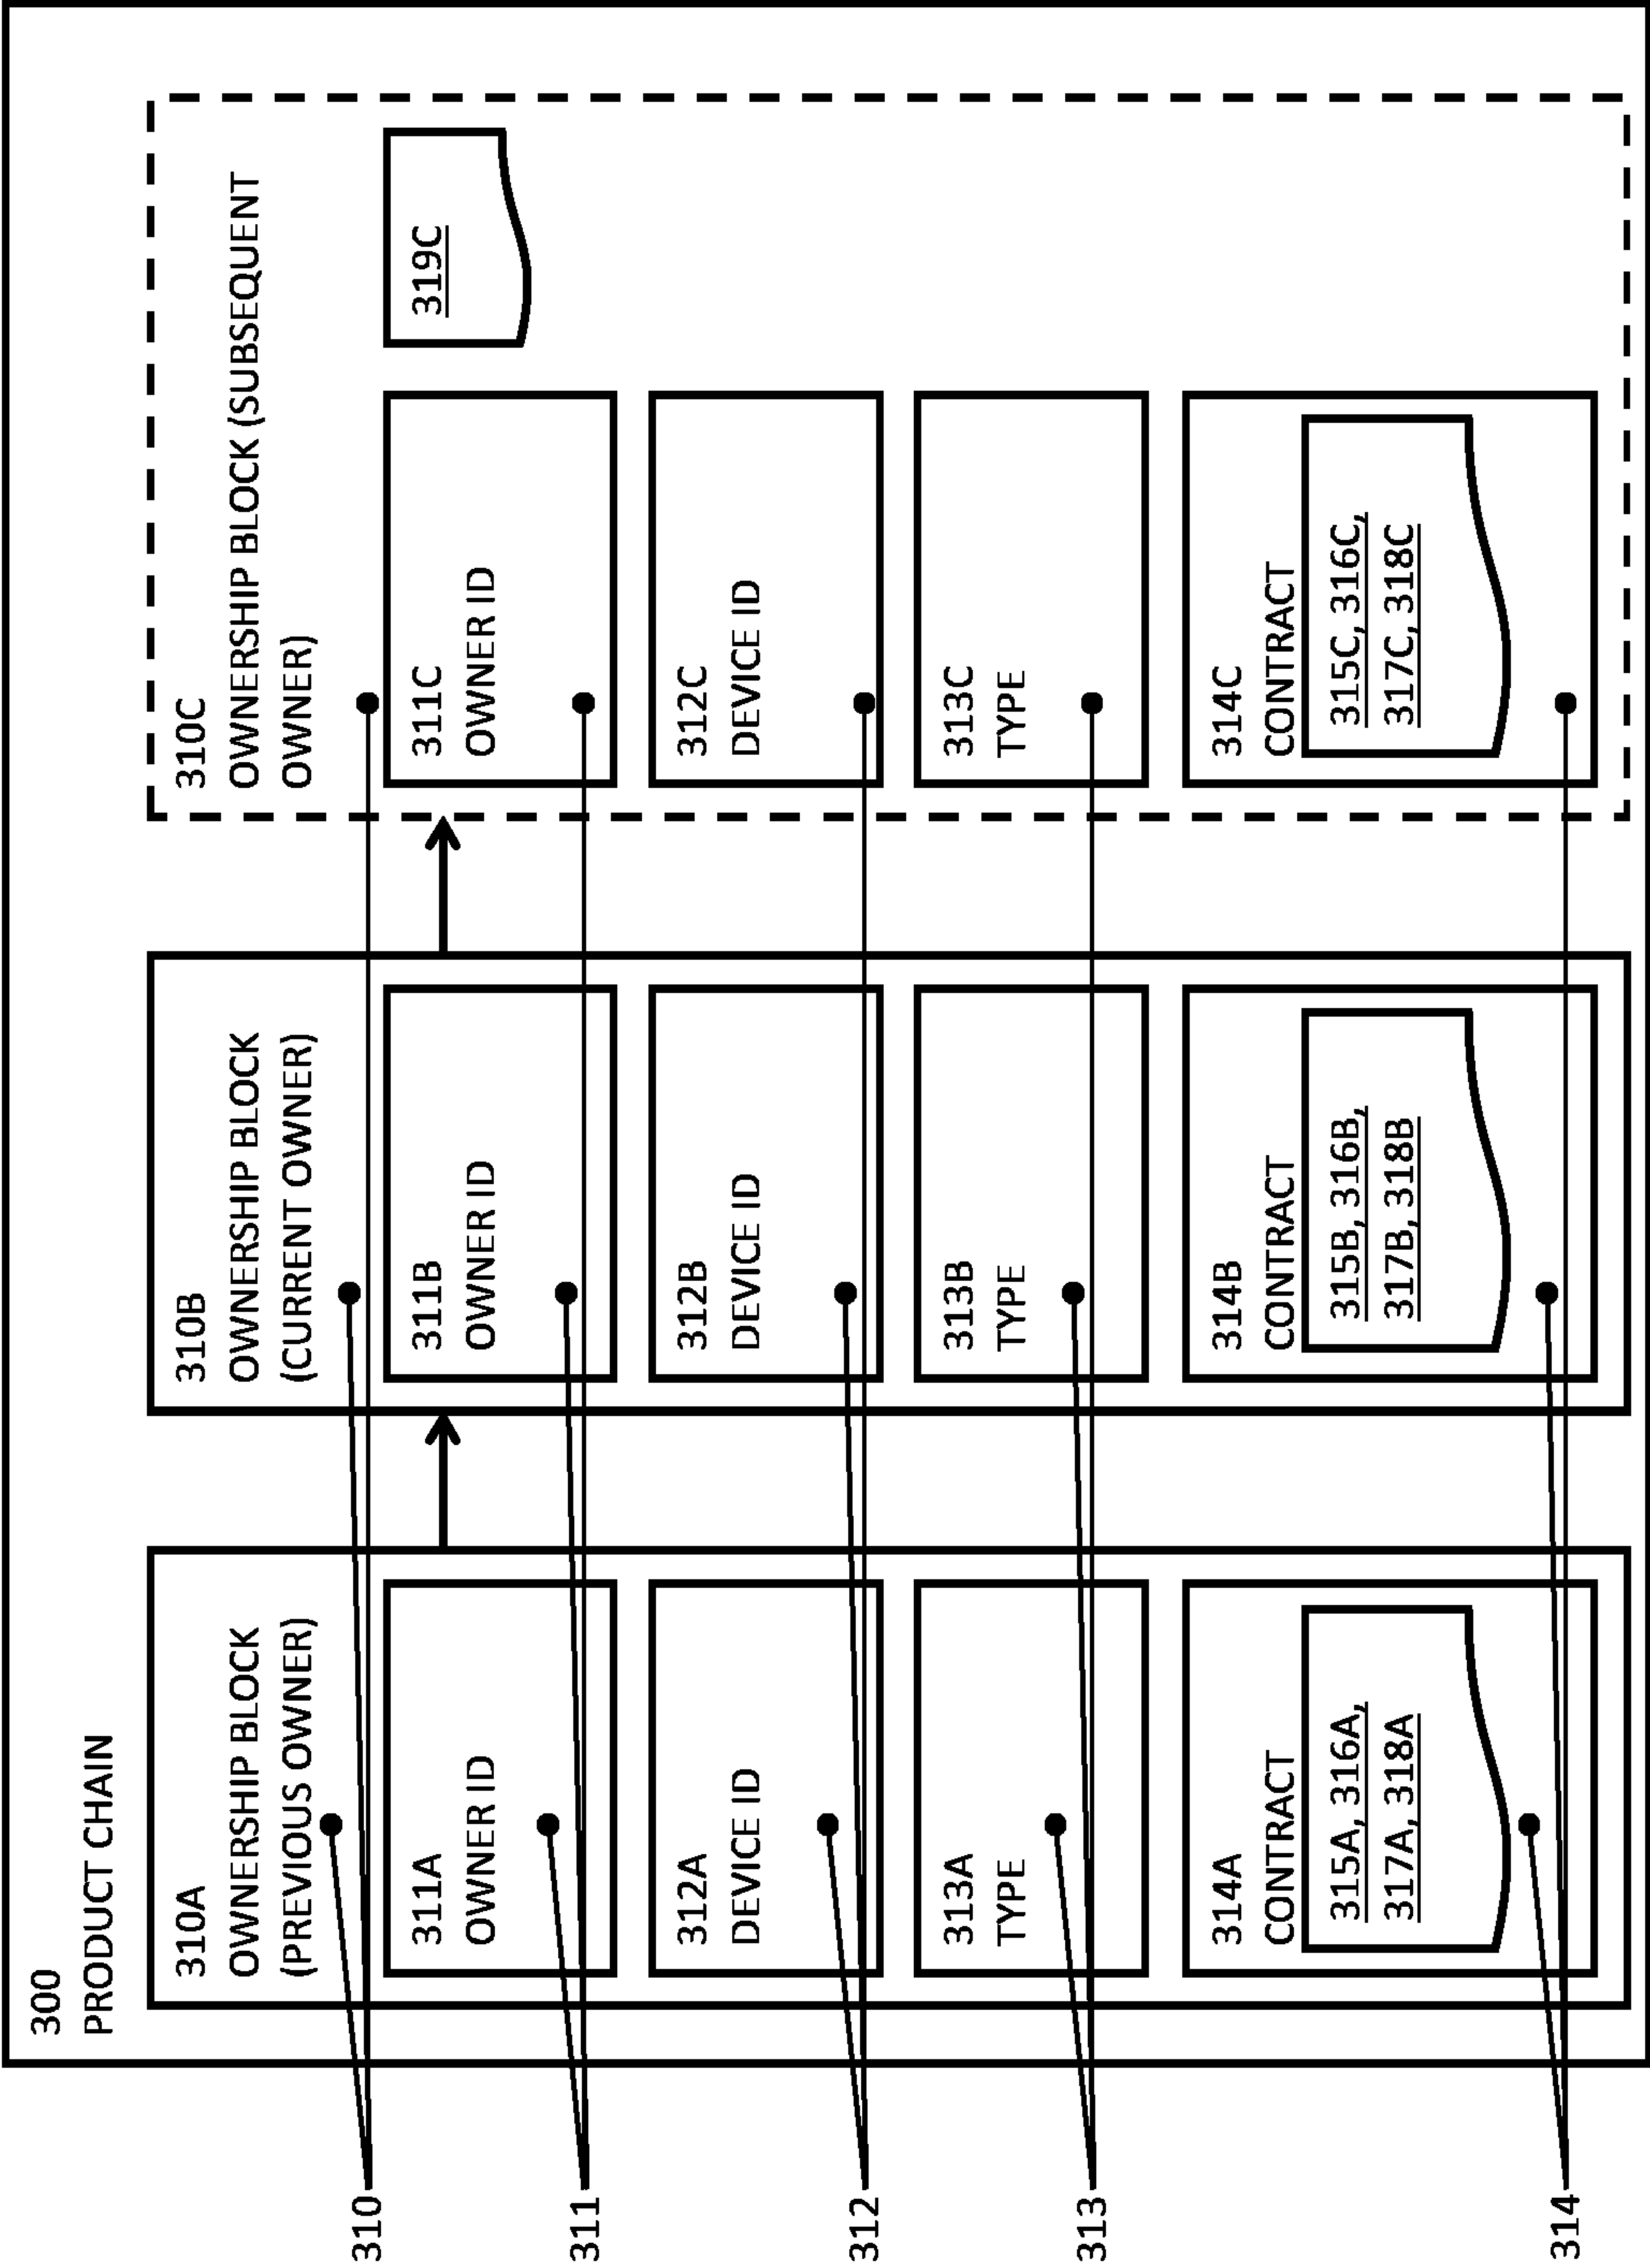 300
PRODUCT CHAIN
310A
OWNERSHIP BLOCK
(PREVIOUS OWNER)
311A
OWNER ID
312A
DEVICE ID
313A
TYPE
314A
CONTRACT
315A, 316A,
317A, 318A
310B
OWNERSHIP BLOCK
(CURRENT OWNER)
311B
OWNER ID
312B
DEVICE ID
313B
TYPE
314B
CONTRACT
315B, 316B,
317B, 318B
310C
OWNERSHIP BLOCK (SUBSEQUENT
OWNER)
311C
OWNER ID
319C
312C
DEVICE ID
313C
TYPE
314C
CONTRACT
315C, 316C,
317C, 318C
310
311
312
313
314